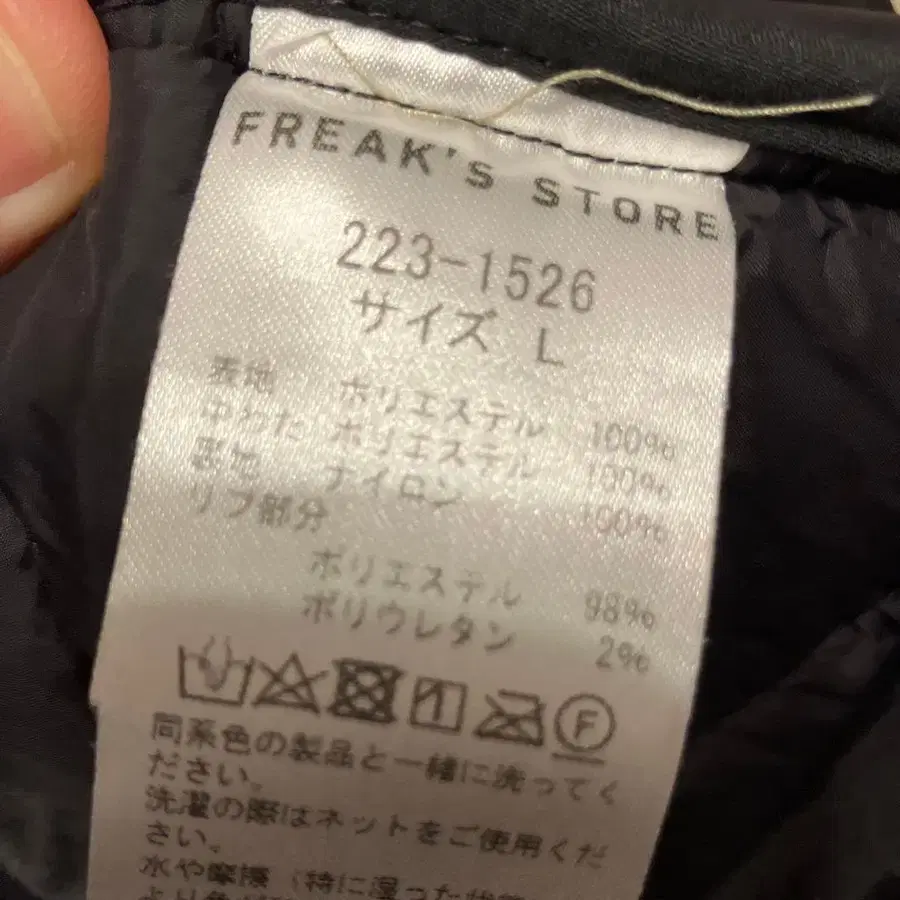 FREAK's STORE
223-1526
サイズ L
表地 ポリエステル 100%
中わた ポリエステル 100%
裏地 ナイロン 100%
リブ部分
ポリエステル 98%
ポリウレタン 2%
F
同系色の製品と一緒に洗ってく
ださい。
洗濯の際はネットをご使用くだ
さい。
水や摩擦(特に湿った状態